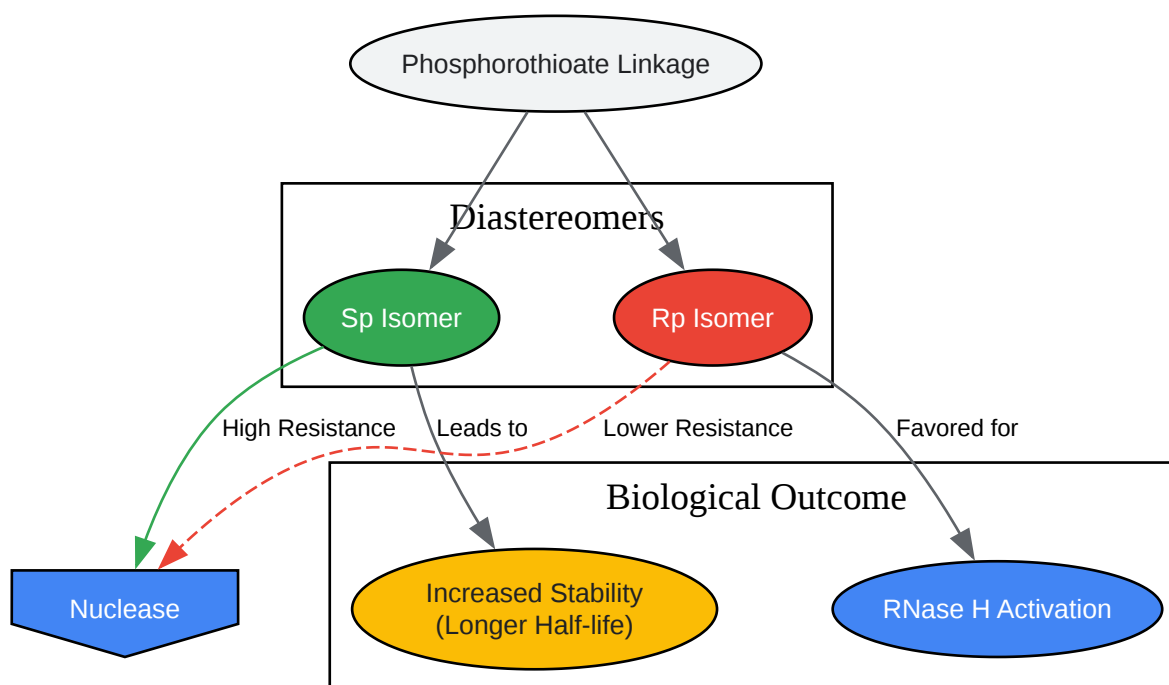 Phosphorothioate Linkage
Diastereomers
Sp Isomer
Rp Isomer
High Resistance
Leads to
Lower Resistance
Favored for
Biological Outcome
Nuclease
Increased Stability
(Longer Half-life)
RNase H Activation